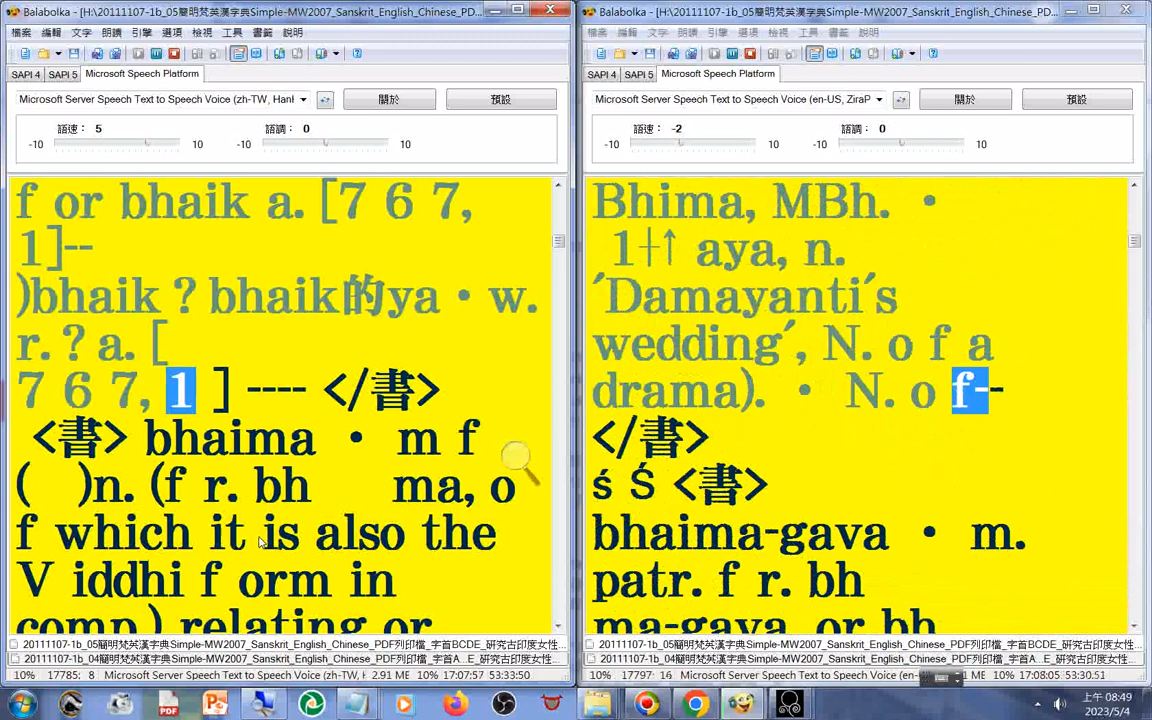 Balabolka - [H:\20111107-1b_05簡明梵英漢字典Simple-MW2007_Sanskrit_English_Chinese_PD...
檔案 編輯 文字 朗讀 引擎 選項 檢視 工具 書籤 說明
SAPI 4 SAPI 5 Microsoft Speech Platform
Microsoft Server Speech Text to Speech Voice (zh-TW, Hanl
關於
預設
語速： 5
語調： 0
-10 10 -10 10
f or bhaik a. [7 6 7,
1]--
)bhaik ? bhaik的ya • w.
r. ? a. [
7 6 7, 1 ] ---- </書>
<書> bhaima • m f
( )n. (f r. bh ma, o
f which it is also the
V iddhi f orm in
comp.) relating or
20111107-1b_05簡明梵英漢字典Simple-MW2007_Sanskrit_English_Chinese_PDF列印檔_字首BCDE_研究古印度女性...
20111107-1b_04簡明梵英漢字典Simple-MW2007_Sanskrit_English_Chinese_PDF列印檔_字首A...E_研究古印度女性...
10% 17785: 8 Microsoft Server Speech Text to Speech Voice (zh-TW, H 2.91 MB 10% 17:07:57 53:33:50
Balabolka - [H:\20111107-1b_05簡明梵英漢字典Simple-MW2007_Sanskrit_English_Chinese_PD...
檔案 編輯 文字 朗讀 引擎 選項 檢視 工具 書籤 說明
SAPI 4 SAPI 5 Microsoft Speech Platform
Microsoft Server Speech Text to Speech Voice (en-US, ZiraP
關於
預設
語速： -2
語調： 0
-10 10 -10 10
Bhima, MBh. •
1┼↑ aya, n.
´Damayanti´s
wedding´, N. o f a
drama). • N. o f--
</書>
ś Ś <書>
bhaima-gava • m.
patr. f r. bh
ma-gava, or bh
20111107-1b_05簡明梵英漢字典Simple-MW2007_Sanskrit_English_Chinese_PDF列印檔_字首BCDE_研究古印度女性...
20111107-1b_04簡明梵英漢字典Simple-MW2007_Sanskrit_English_Chinese_PDF列印檔_字首A...E_研究古印度女性...
10% 17797: 16 Microsoft Server Speech Text to Speech Voice (en-US, MB 10% 17:08:05 53:30:51
上午 08:49
2023/5/4